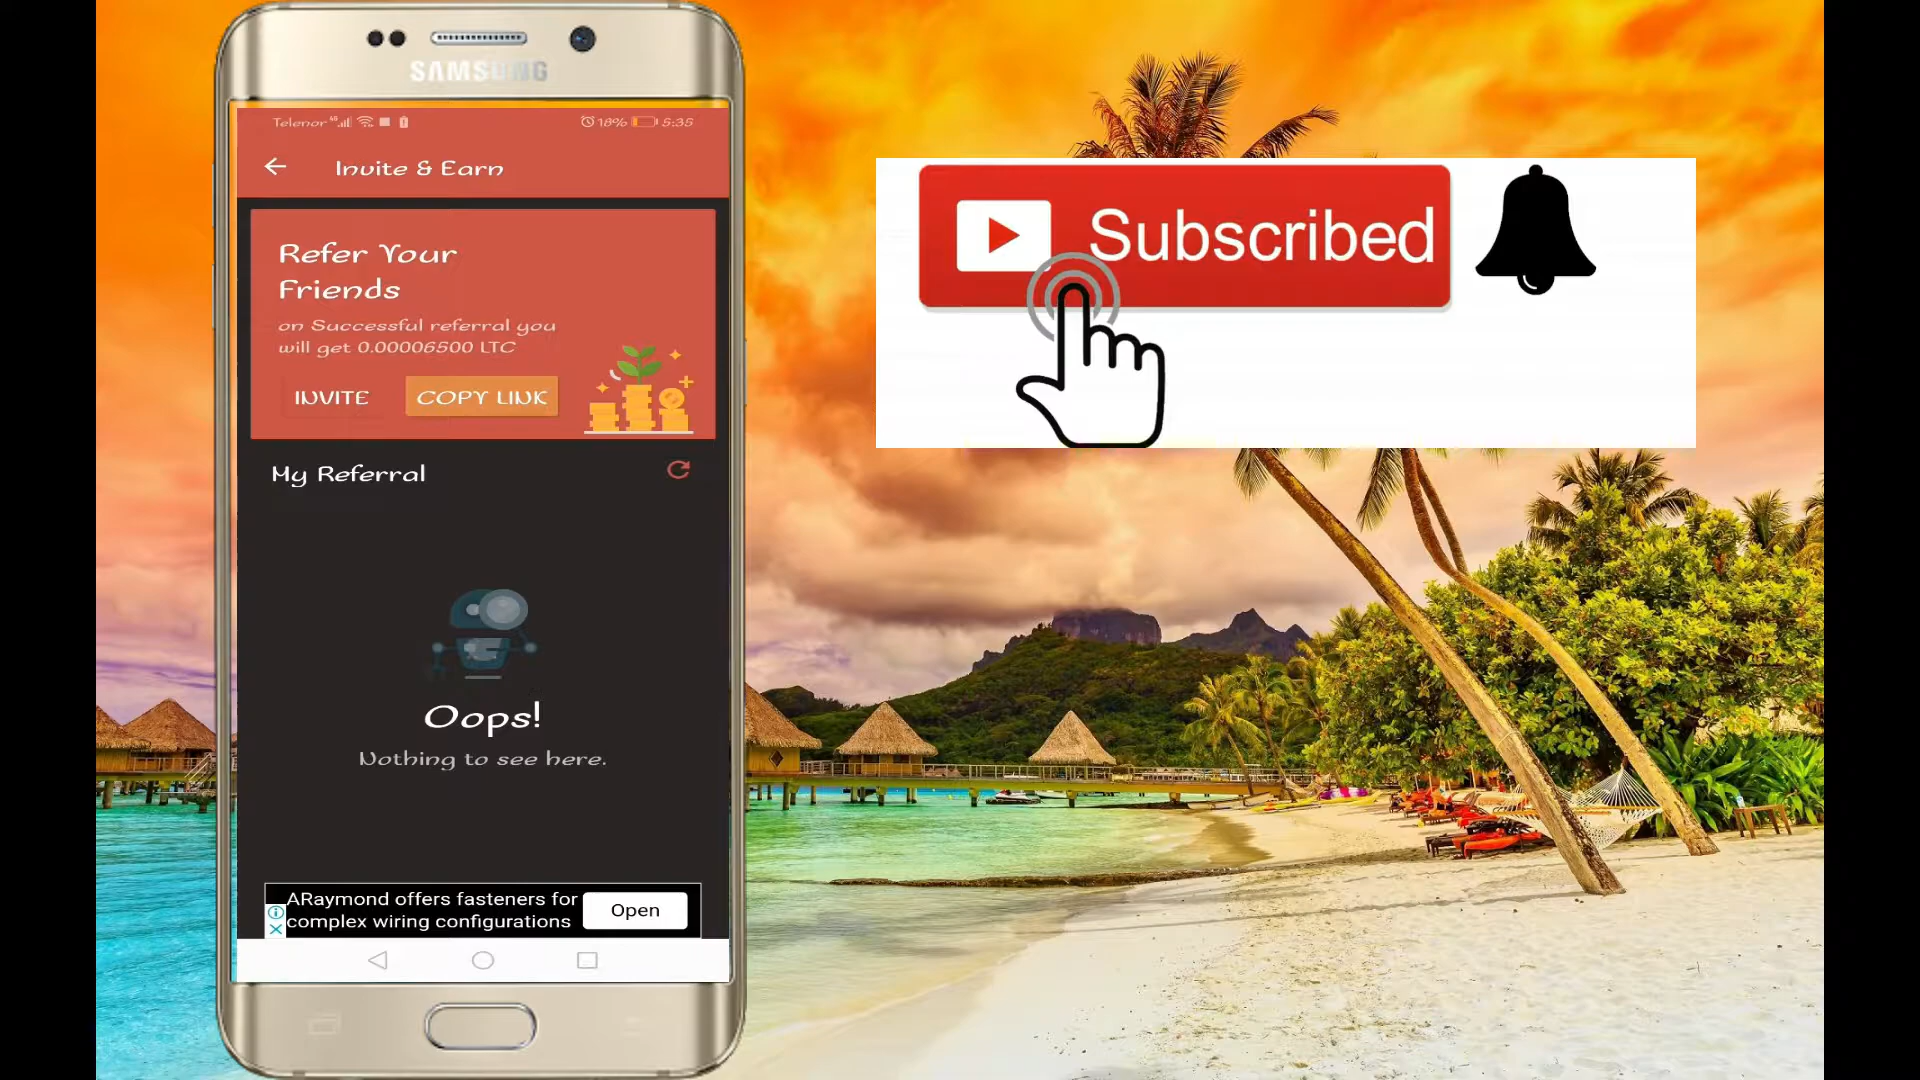 SAMSUNG
Telenor 18% 5:35
Invite & Earn
Refer Your
Friends
on Successful referral you
will get 0.00006500 LTC
INVITE COPY LINK
My Referral
Oops!
Nothing to see here.
ARaymond offers fasteners for
complex wiring configurations
Open
Subscribed